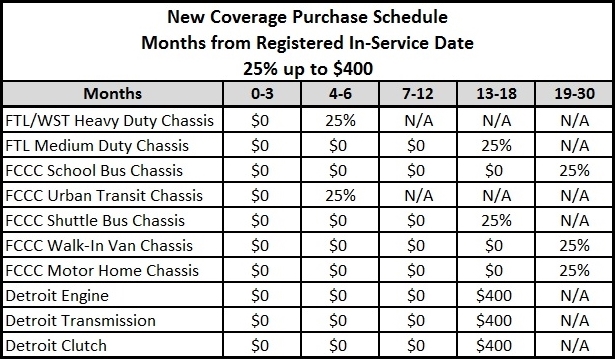 New Coverage Purchase Schedule
Months from Registered In-Service Date
25% up to $400
Months 0-3 4-6 7-12 13-18 19-30
FTL/WST Heavy Duty Chassis $0 25% N/A N/A N/A
FTL Medium Duty Chassis $0 $0 $0 25% N/A
FCCC School Bus Chassis $0 $0 $0 $0 25%
FCCC Urban Transit Chassis $0 25% N/A N/A N/A
FCCC Shuttle Bus Chassis $0 $0 $0 25% N/A
FCCC Walk-In Van Chassis $0 $0 $0 $0 25%
FCCC Motor Home Chassis $0 $0 $0 $0 25%
Detroit Engine $0 $0 $0 $400 N/A
Detroit Transmission $0 $0 $0 $400 N/A
Detroit Clutch $0 $0 $0 $400 N/A